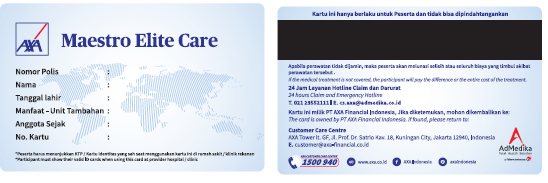 AXA
Maestro Elite Care
Nomor Polis :
Nama :
Tanggal lahir :
Manfaat – Unit Tambahan :
Anggota Sejak :
No. Kartu :
*Peserta harus menunjukkan KTP / Kartu Identitas yang sah saat menggunakan kartu ini di rumah sakit / klinik rekanan
*Participant must show their valid ID cards when using this card at provider hospital / clinic
Kartu ini hanya berlaku untuk Peserta dan tidak bisa dipindahtangankan
Apabila perawatan tidak dijamin, maka peserta akan melunasi selisih atau seluruh biaya yang timbul akibat
perawatan tersebut .
If the medical treatment is not covered, the participant will pay the difference or the entire cost of the treatment.
24 Jam Layanan Hotline Claim dan Darurat
24 hours Claim and Emergency Hotline
T. 021 29552111 E. cs.axa@admedika.co.id
Kartu ini milik PT AXA Financial Indonesia, Jika diketemukan, mohon dikembalikan ke:
The card is owned by PT AXA Financial Indonesia. If found, please return to:
Customer Care Centre
AXA Tower lt. GF, Jl. Prof. Dr. Satrio Kav. 18, Kuningan City, Jakarta 12940, Indonesia
E. customer@axa-financial.co.id
1500 940
www.axa.co.id
AXA Indonesia
axaindonesia
AdMedika